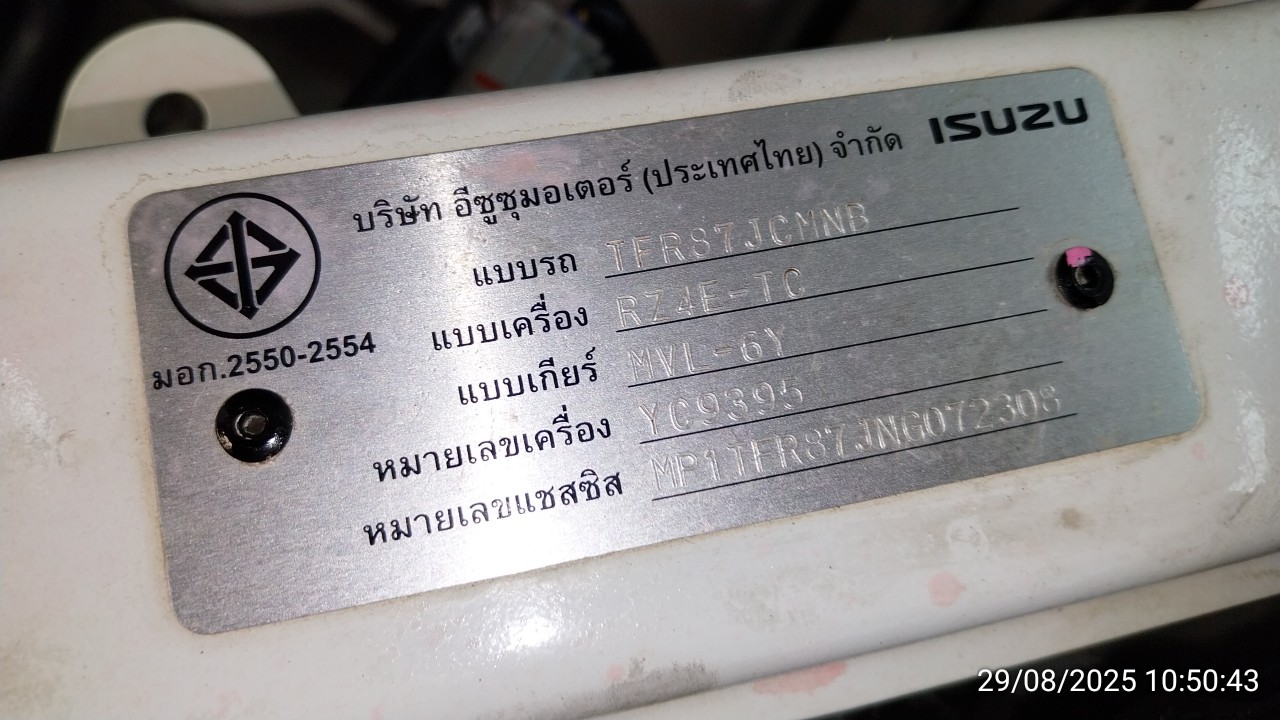 ISUZU
บริษัท อีซูซุมอเตอร์ (ประเทศไทย) จำกัด
แบบรถ TFR87JCMNB
แบบเครื่อง RZ4E-TC
แบบเกียร์ MVL-6Y
หมายเลขเครื่อง YC9395
หมายเลขแชสซิส MP1TFR87JNG072308
มอก.2550-2554
29/08/2025 10:50:43